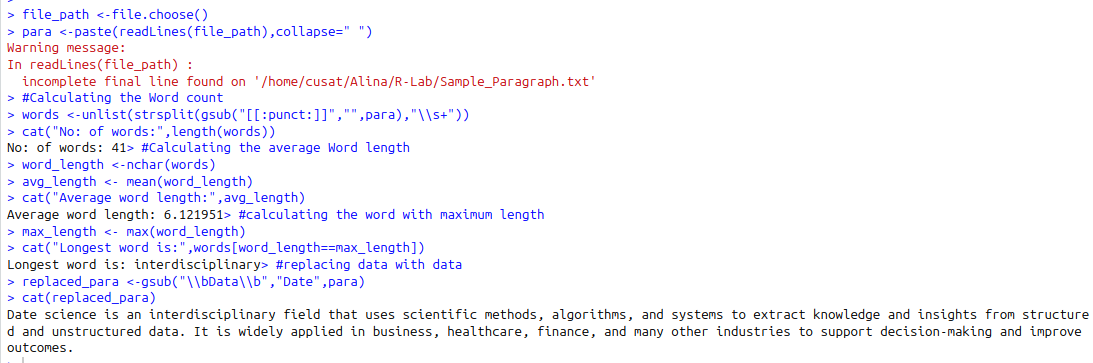 > file_path <-file.choose()
> para <-paste(readLines(file_path),collapse=" ")
Warning message:
In readLines(file_path) :
  incomplete final line found on '/home/cusat/Alina/R-Lab/Sample_Paragraph.txt'
> #Calculating the Word count
> words <-unlist(strsplit(gsub("[[:punct:]]","",para),"\\s+"))
> cat("No: of words:",length(words))
No: of words: 41> #Calculating the average Word length
> word_length <-nchar(words)
> avg_length <- mean(word_length)
> cat("Average word length:",avg_length)
Average word length: 6.121951> #calculating the word with maximum length
> max_length <- max(word_length)
> cat("Longest word is:",words[word_length==max_length])
Longest word is: interdisciplinary> #replacing data with data
> replaced_para <-gsub("\\bData\\b","Date",para)
> cat(replaced_para)
Date science is an interdisciplinary field that uses scientific methods, algorithms, and systems to extract knowledge and insights from structure
d and unstructured data. It is widely applied in business, healthcare, finance, and many other industries to support decision-making and improve
outcomes.